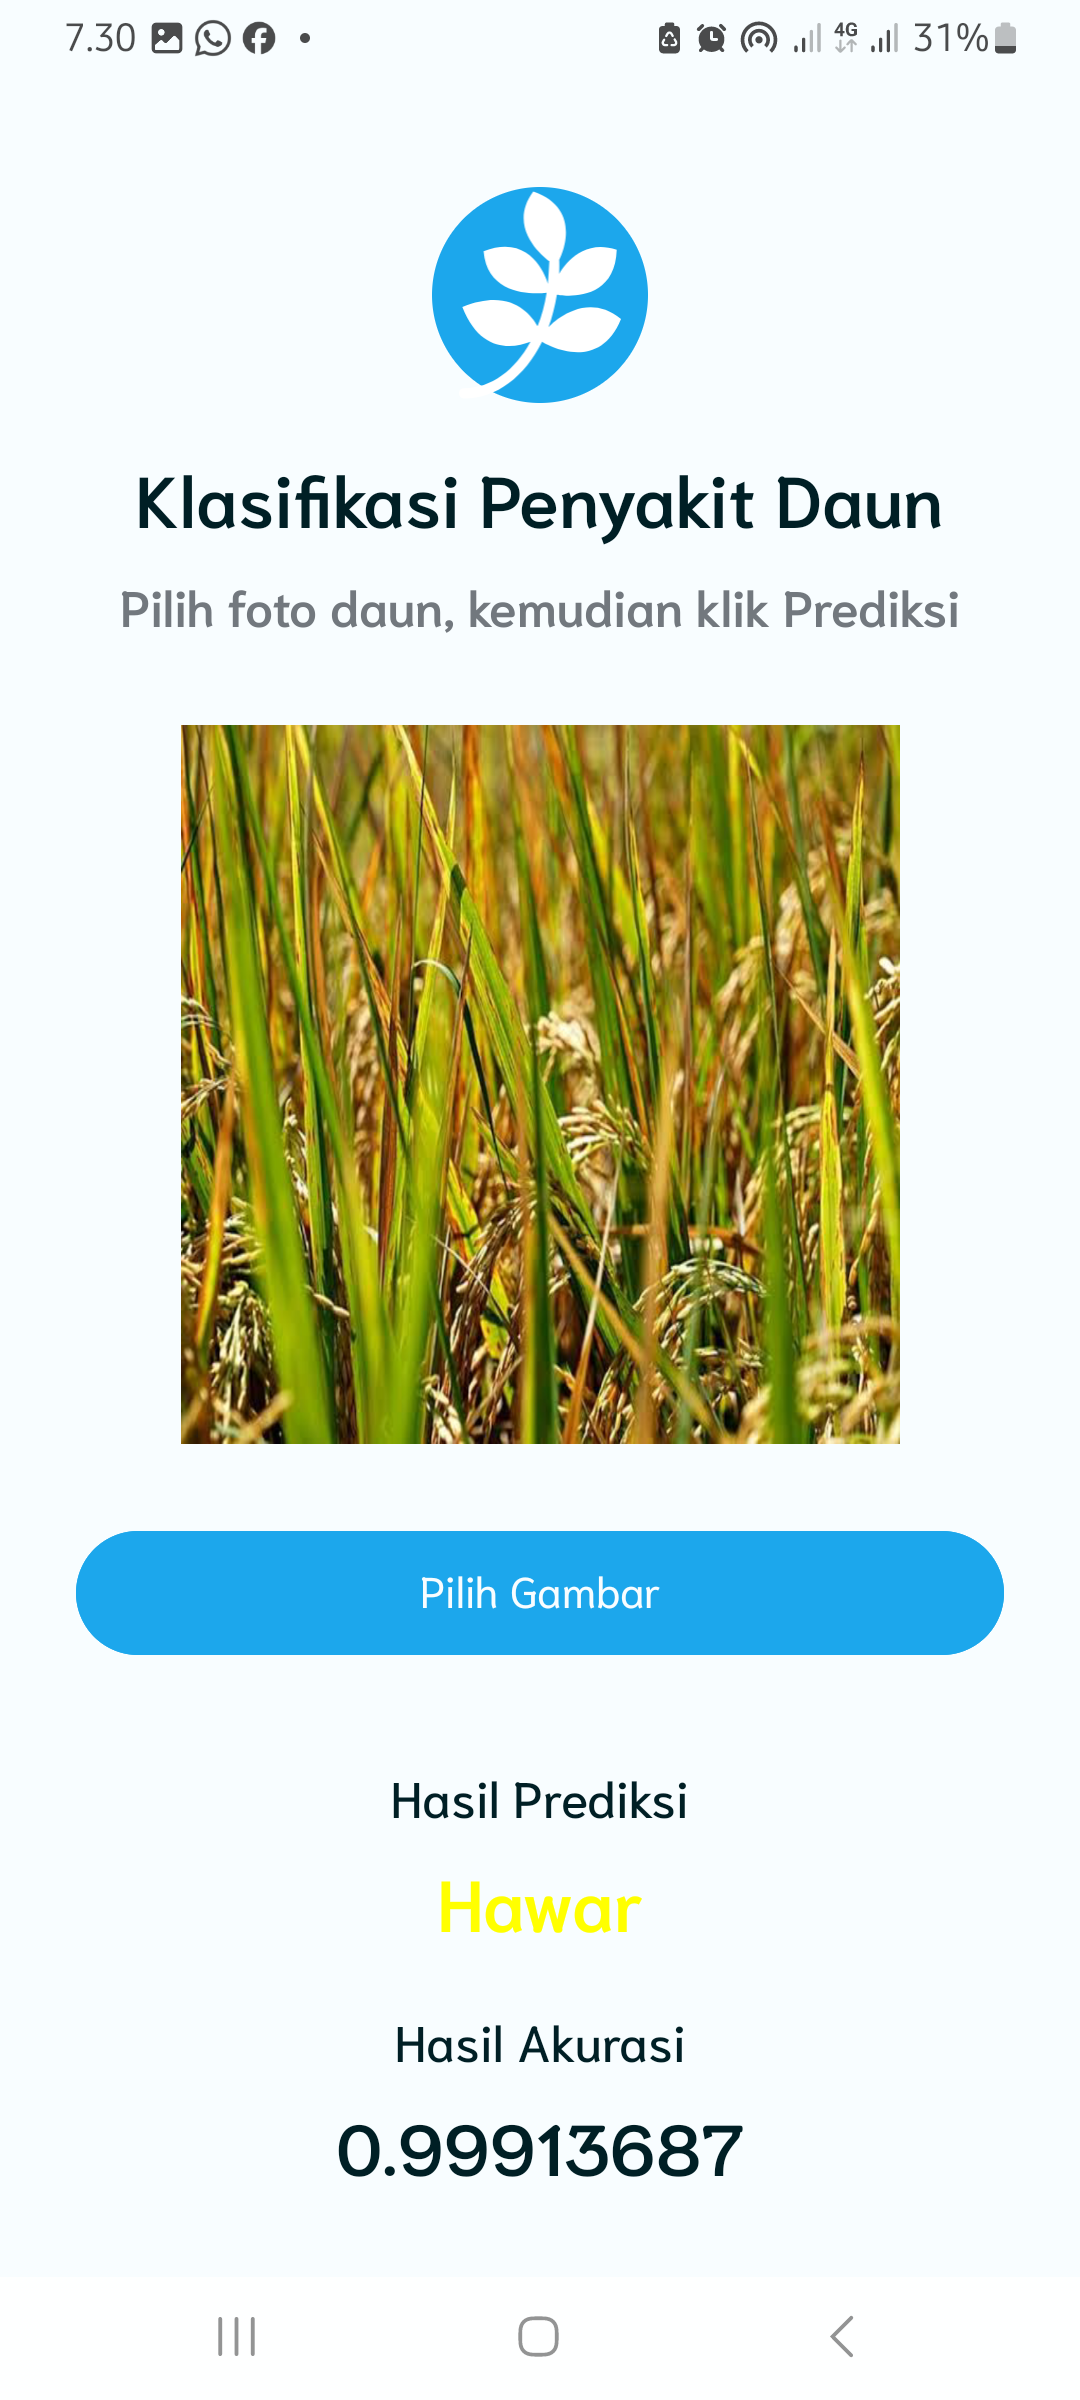 7.30
4G
31%
Klasifikasi Penyakit Daun
Pilih foto daun, kemudian klik Prediksi
Pilih Gambar
Hasil Prediksi
Hawar
Hasil Akurasi
0.99913687